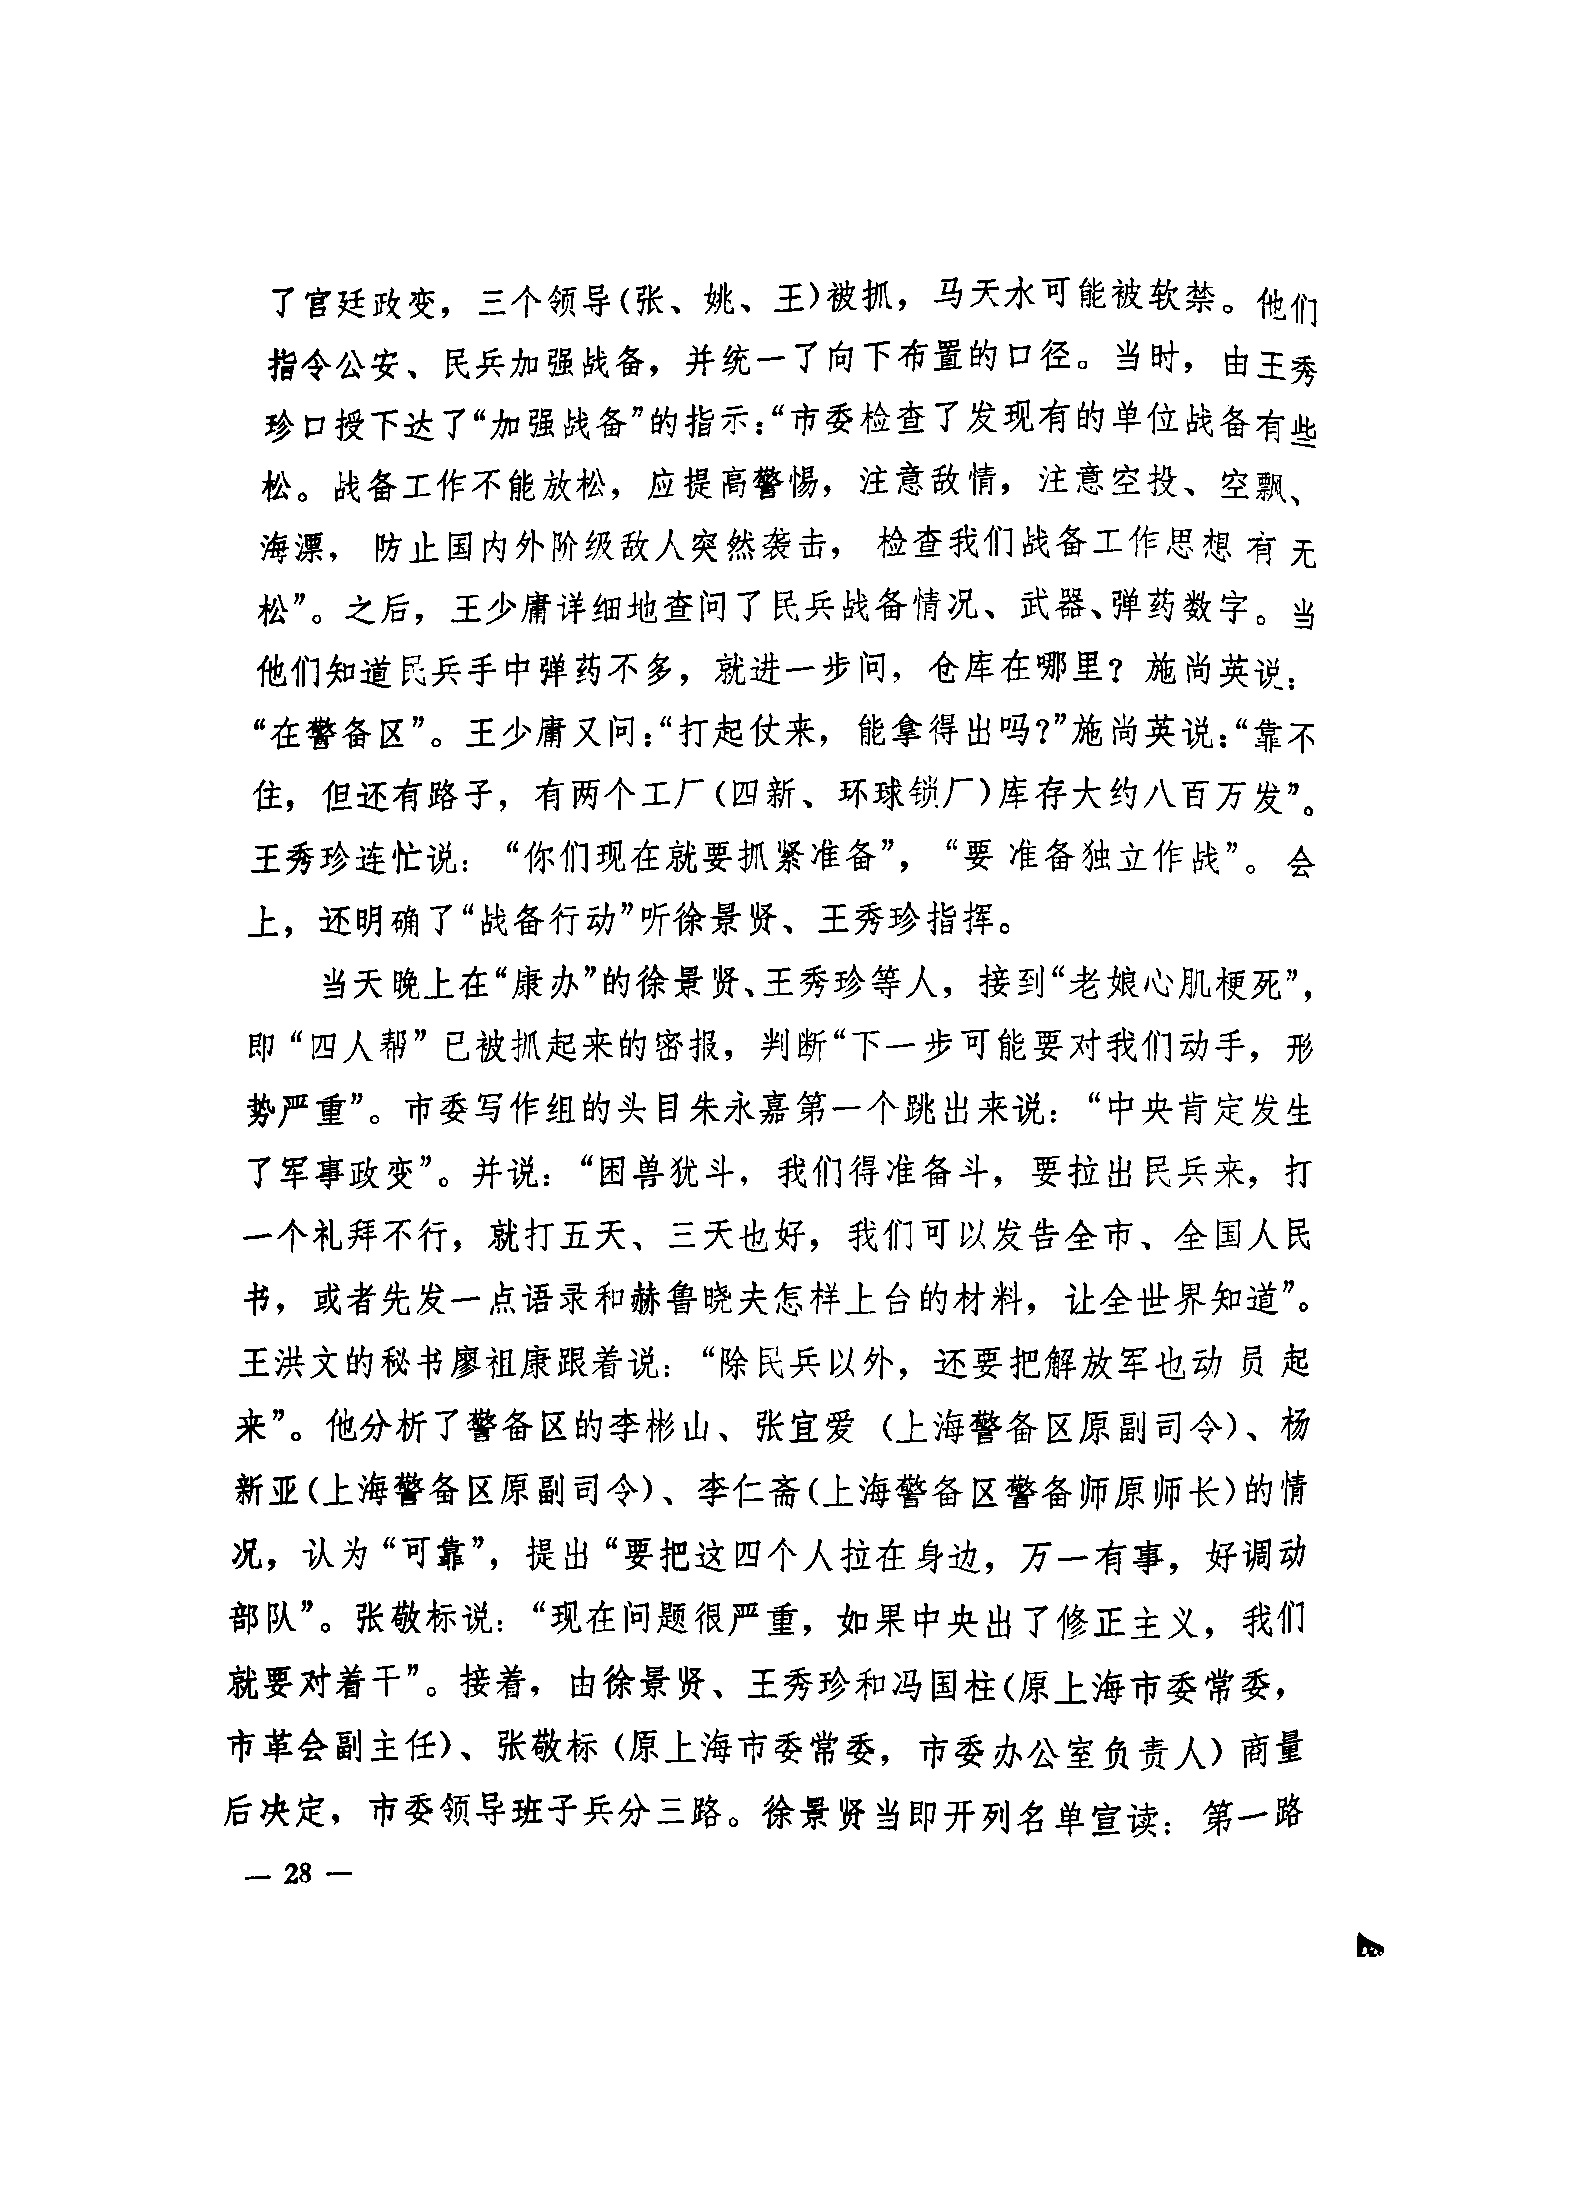 了宫廷政变，三个领导(张、姚、王)被抓，马天水可能被软禁。他们
指令公安、民兵加强战备，并统一了向下布置的口径。当时，由王秀
珍口授下达了“加强战备”的指示：“市委检查了发现有的单位战备有些
松。战备工作不能放松，应提高警惕，注意敌情，注意空投、空飘、
海漂，防止国内外阶级敌人突然袭击，检查我们战备工作思想有无
松”。之后，王少庸详细地查问了民兵战备情况、武器、弹药数字。当
他们知道民兵手中弹药不多，就进一步问，仓库在哪里？施尚英说：
“在警备区”。王少庸又问：“打起仗来，能拿得出吗？”施尚英说：“靠不
住，但还有路子，有两个工厂(四新、环球锁厂)库存大约八百万发”。
王秀珍连忙说：“你们现在就要抓紧准备”，“要准备独立作战”。会
上，还明确了“战备行动”听徐景贤、王秀珍指挥。
当天晚上在“康办”的徐景贤、王秀珍等人，接到“老娘心肌梗死”，
即“四人帮”已被抓起来的密报，判断“下一步可能要对我们动手，形
势严重”。市委写作组的头目朱永嘉第一个跳出来说：“中央肯定发生
了军事政变”。并说：“困兽犹斗，我们得准备斗，要拉出民兵来，打
一个礼拜不行，就打五天、三天也好，我们可以发告全市、全国人民
书，或者先发一点语录和赫鲁晓夫怎样上台的材料，让全世界知道”。
王洪文的秘书廖祖康跟着说：“除民兵以外，还要把解放军也动员起
来”。他分析了警备区的李彬山、张宜爱（上海警备区原副司令）、杨
新亚(上海警备区原副司令)、李仁斋(上海警备区警备师原师长)的情
况，认为“可靠”，提出“要把这四个人拉在身边，万一有事，好调动
部队”。张敬标说：“现在问题很严重，如果中央出了修正主义，我们
就要对着干”。接着，由徐景贤、王秀珍和冯国柱(原上海市委常委，
市革会副主任)、张敬标（原上海市委常委，市委办公室负责人）商量
后决定，市委领导班子兵分三路。徐景贤当即开列名单宣读：第一路
— 28 —